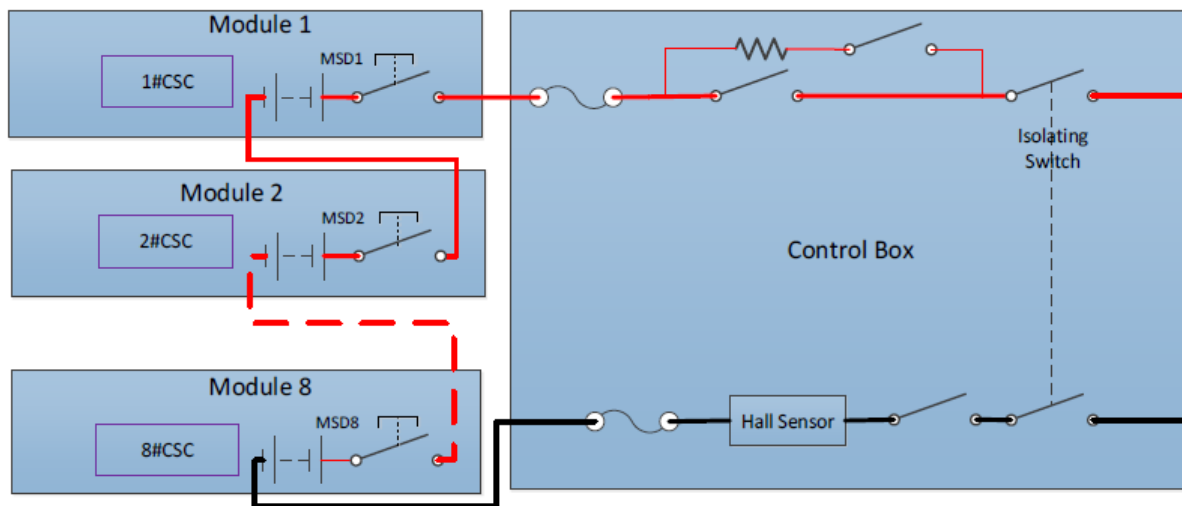 Module 1
MSD1
1#CSC
Isolating
Switch
Module 2
MSD2
2#CSC
Control Box
Module 8
MSD8
8#CSC
Hall Sensor